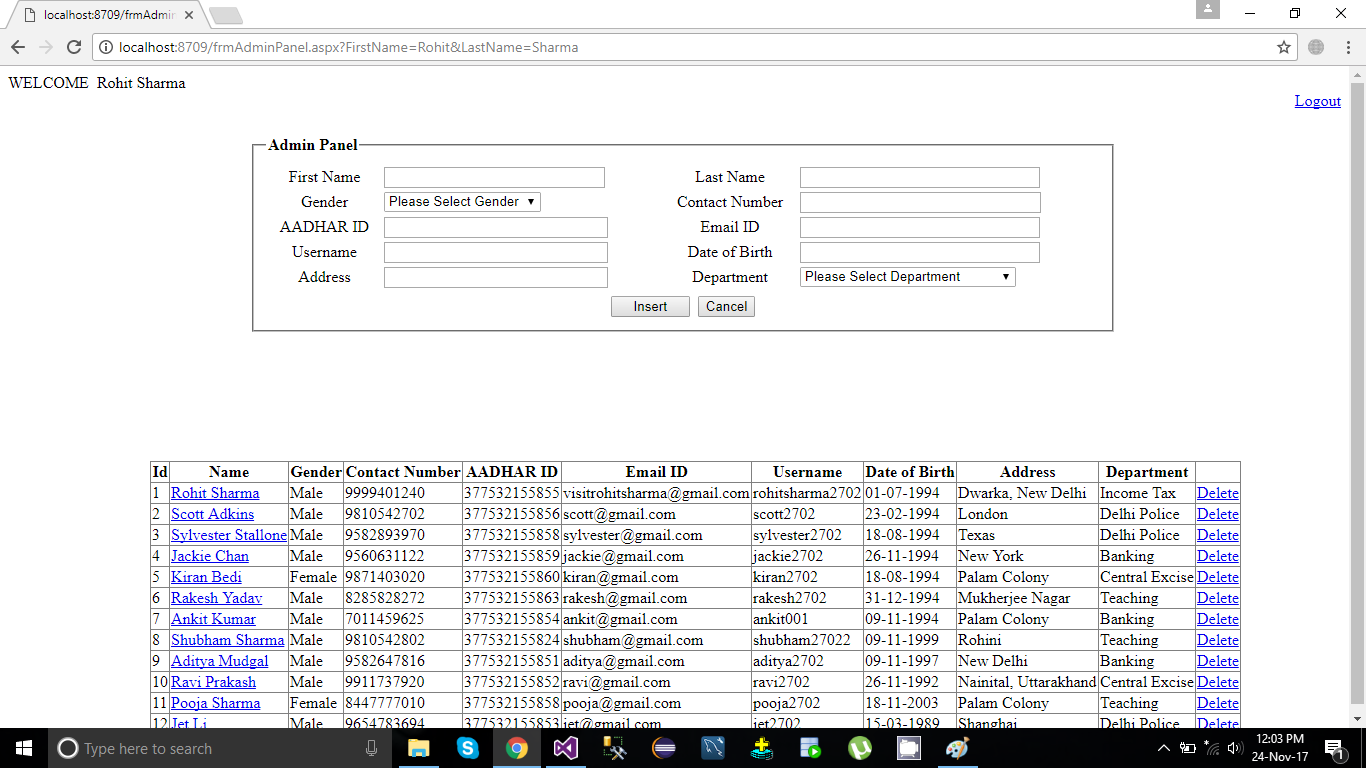 localhost:8709/frmAdmin
localhost:8709/frmAdminPanel.aspx?FirstName=Rohit&LastName=Sharma
WELCOME Rohit Sharma
Logout
Admin Panel
First Name Last Name
Gender Please Select Gender Contact Number
AADHAR ID Email ID
Username Date of Birth
Address Department Please Select Department
Insert Cancel
Id Name Gender Contact Number AADHAR ID Email ID Username Date of Birth Address Department
1 Rohit Sharma Male 9999401240 377532155855 visitrohitsharma@gmail.com rohitsharma2702 01-07-1994 Dwarka, New Delhi Income Tax Delete
2 Scott Adkins Male 9810542702 377532155856 scott@gmail.com scott2702 23-02-1994 London Delhi Police Delete
3 Sylvester Stallone Male 9582893970 377532155858 sylvester@gmail.com sylvester2702 18-08-1994 Texas Delhi Police Delete
4 Jackie Chan Male 9560631122 377532155859 jackie@gmail.com jackie2702 26-11-1994 New York Banking Delete
5 Kiran Bedi Female 9871403020 377532155860 kiran@gmail.com kiran2702 18-08-1994 Palam Colony Central Excise Delete
6 Rakesh Yadav Male 8285828272 377532155863 rakesh@gmail.com rakesh2702 31-12-1994 Mukherjee Nagar Teaching Delete
7 Ankit Kumar Male 7011459625 377532155854 ankit@gmail.com ankit001 09-11-1994 Palam Colony Banking Delete
8 Shubham Sharma Male 9810542802 377532155824 shubham@gmail.com shubham27022 09-11-1999 Rohini Teaching Delete
9 Aditya Mudgal Male 9582647816 377532155851 aditya@gmail.com aditya2702 09-11-1997 New Delhi Banking Delete
10 Ravi Prakash Male 9911737920 377532155852 ravi@gmail.com ravi2702 26-11-1992 Nainital, Uttarakhand Central Excise Delete
11 Pooja Sharma Female 8447777010 377532155858 pooja@gmail.com pooja2702 18-11-2003 Palam Colony Teaching Delete
12 Jet Li Male 9654783694 377532155853 jet@gmail.com jet2702 15-03-1989 Shanghai Delhi Police Delete
Type here to search
12:03 PM
24-Nov-17
1